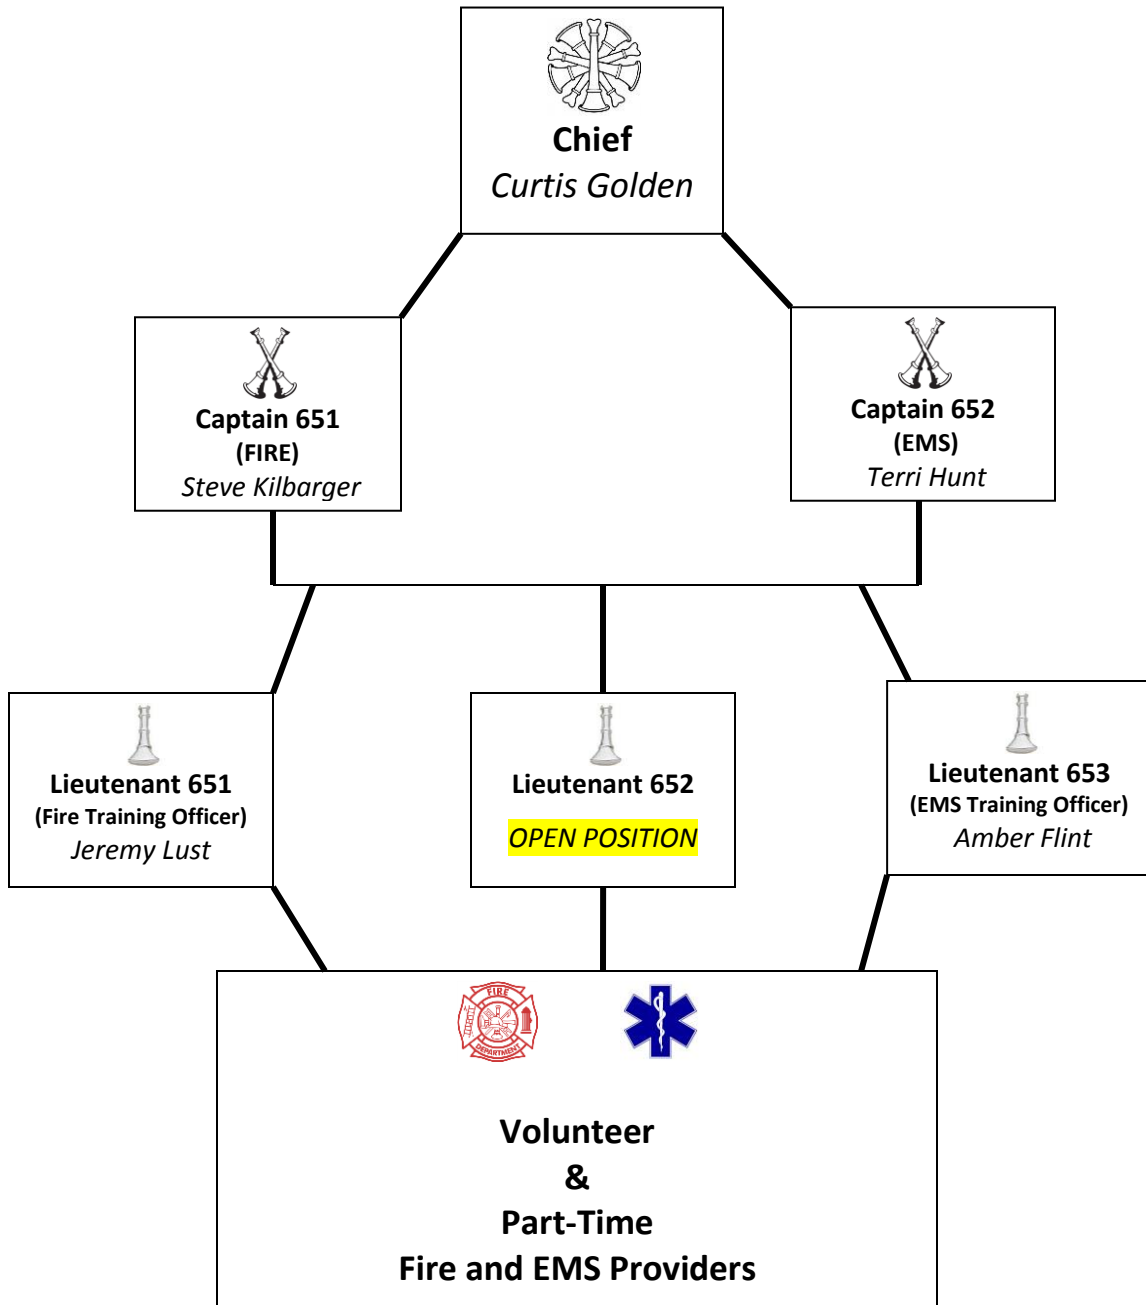 Chief
Curtis Golden
Captain 651
(FIRE)
Steve Kilbarger
Captain 652
(EMS)
Terri Hunt
Lieutenant 651
(Fire Training Officer)
Jeremy Lust
Lieutenant 652
OPEN POSITION
Lieutenant 653
(EMS Training Officer)
Amber Flint
FIRE
DEPARTMENT
Volunteer
&
Part-Time
Fire and EMS Providers